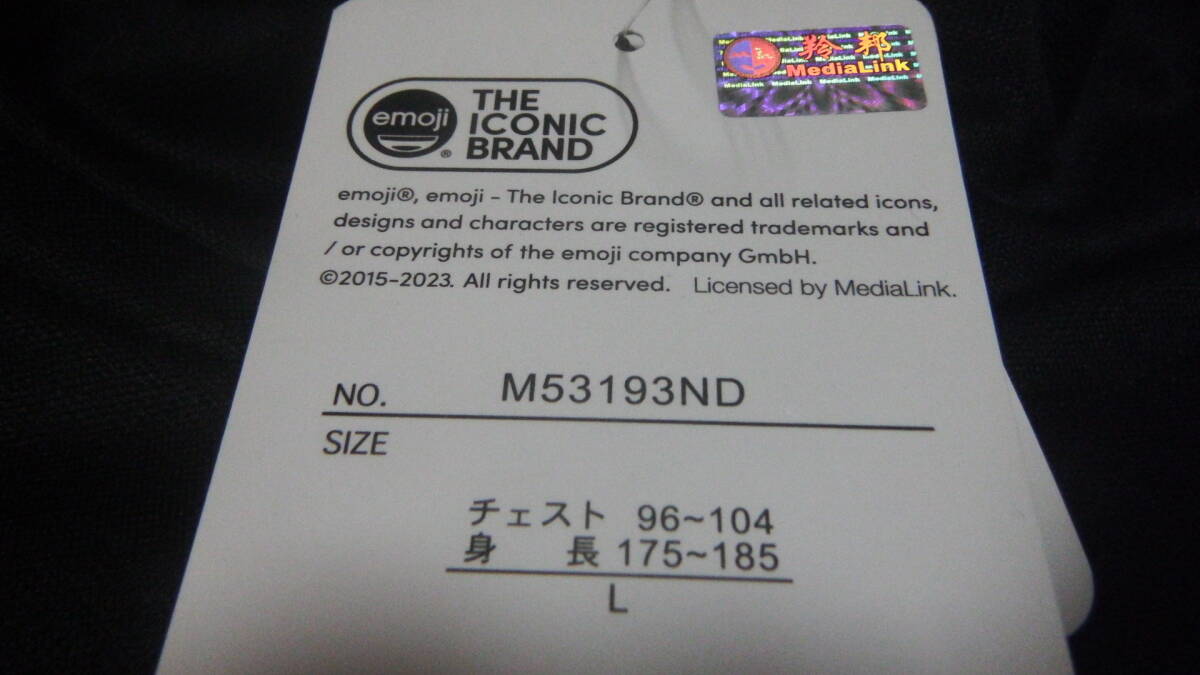 emoji®
THE
ICONIC
BRAND
羚邦
MediaLink
emoji®, emoji – The Iconic Brand® and all related icons,
designs and characters are registered trademarks and
/ or copyrights of the emoji company GmbH.
©2015-2023. All rights reserved. Licensed by MediaLink.
NO. M53193ND
SIZE
チェスト 96~104
身 長 175~185
L